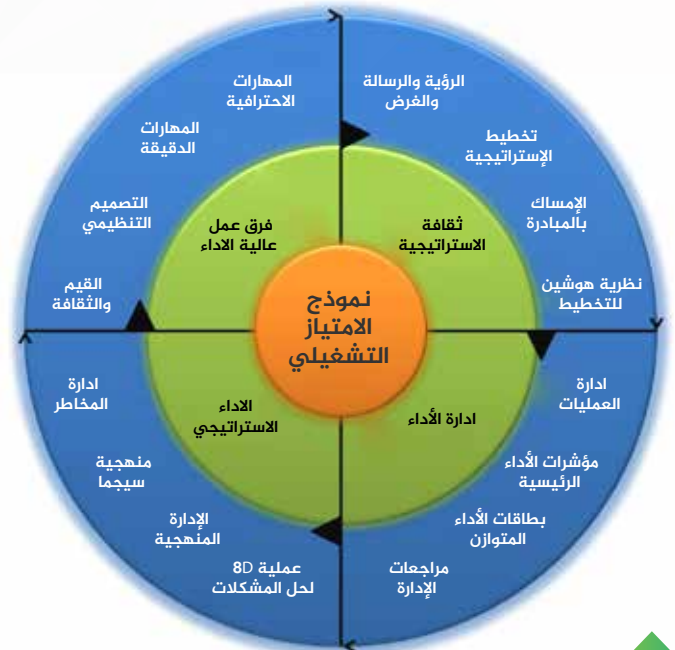 نموذج
الامتياز
التشغيلي
ثقافة
الاستراتيجية
الرؤية والرسالة
والغرض
تخطيط
الإستراتيجية
الإمساك
بالمبادرة
نظرية هوشين
للتخطيط
ادارة الأداء
ادارة
العمليات
مؤشرات الأداء
الرئيسية
بطاقات الأداء
المتوازن
مراجعات
الإدارة
الاداء
الاستراتيجي
عملية 8D
لحل المشكلات
الإدارة
المنهجية
منهجية
سيجما
ادارة
المخاطر
فرق عمل
عالية الاداء
القيم
والثقافة
التصميم
التنظيمي
المهارات
الدقيقة
المهارات
الاحترافية